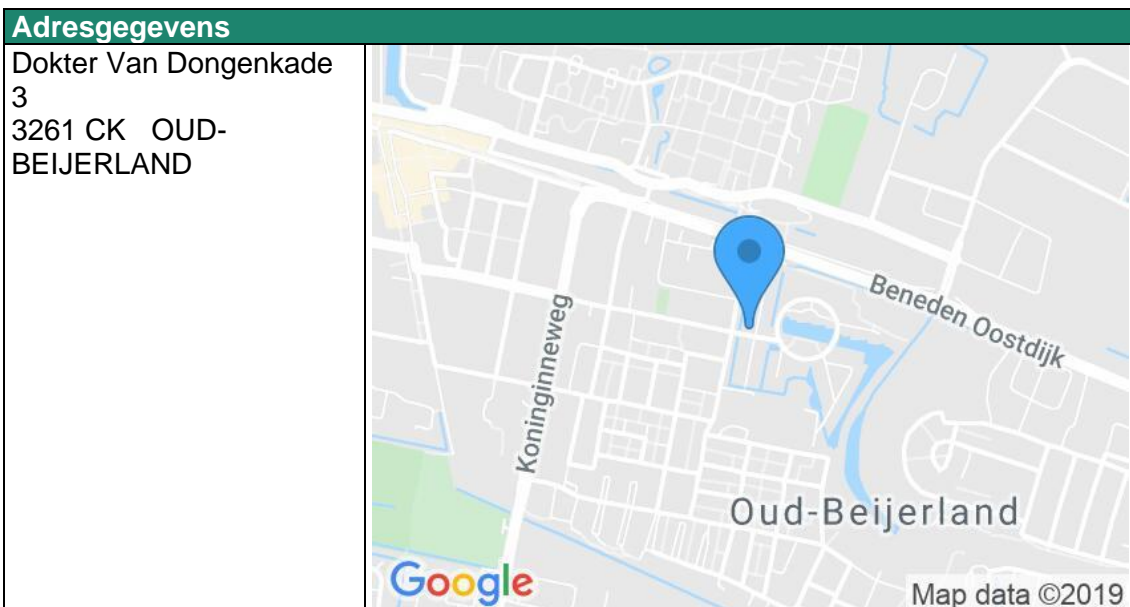 Adresgegevens
Dokter Van Dongenkade
3
3261 CK OUD-
BEIJERLAND
Beneden Oostdijk
Koninginneweg
Oud-Beijerland
Google
Map data ©2019